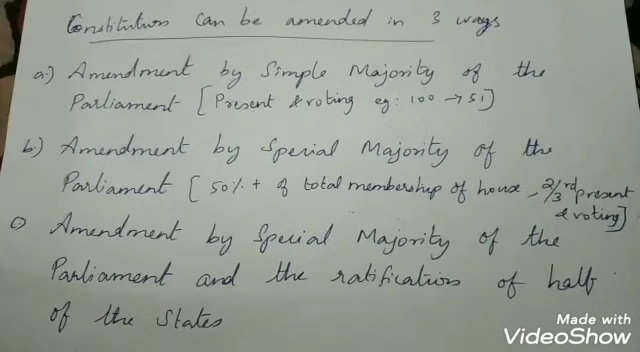 Constitution can be amended in 3 ways
a.) Amendment by Simple Majority of the
Parliament [Present & voting eg: 100 → 51]
b.) Amendment by Special Majority of the
Parliament [50% + of total membership of house, 2/3rd present
& voting]
c) Amendment by Special Majority of the
Parliament and the ratification of half
of the States
Made with
VideoShow